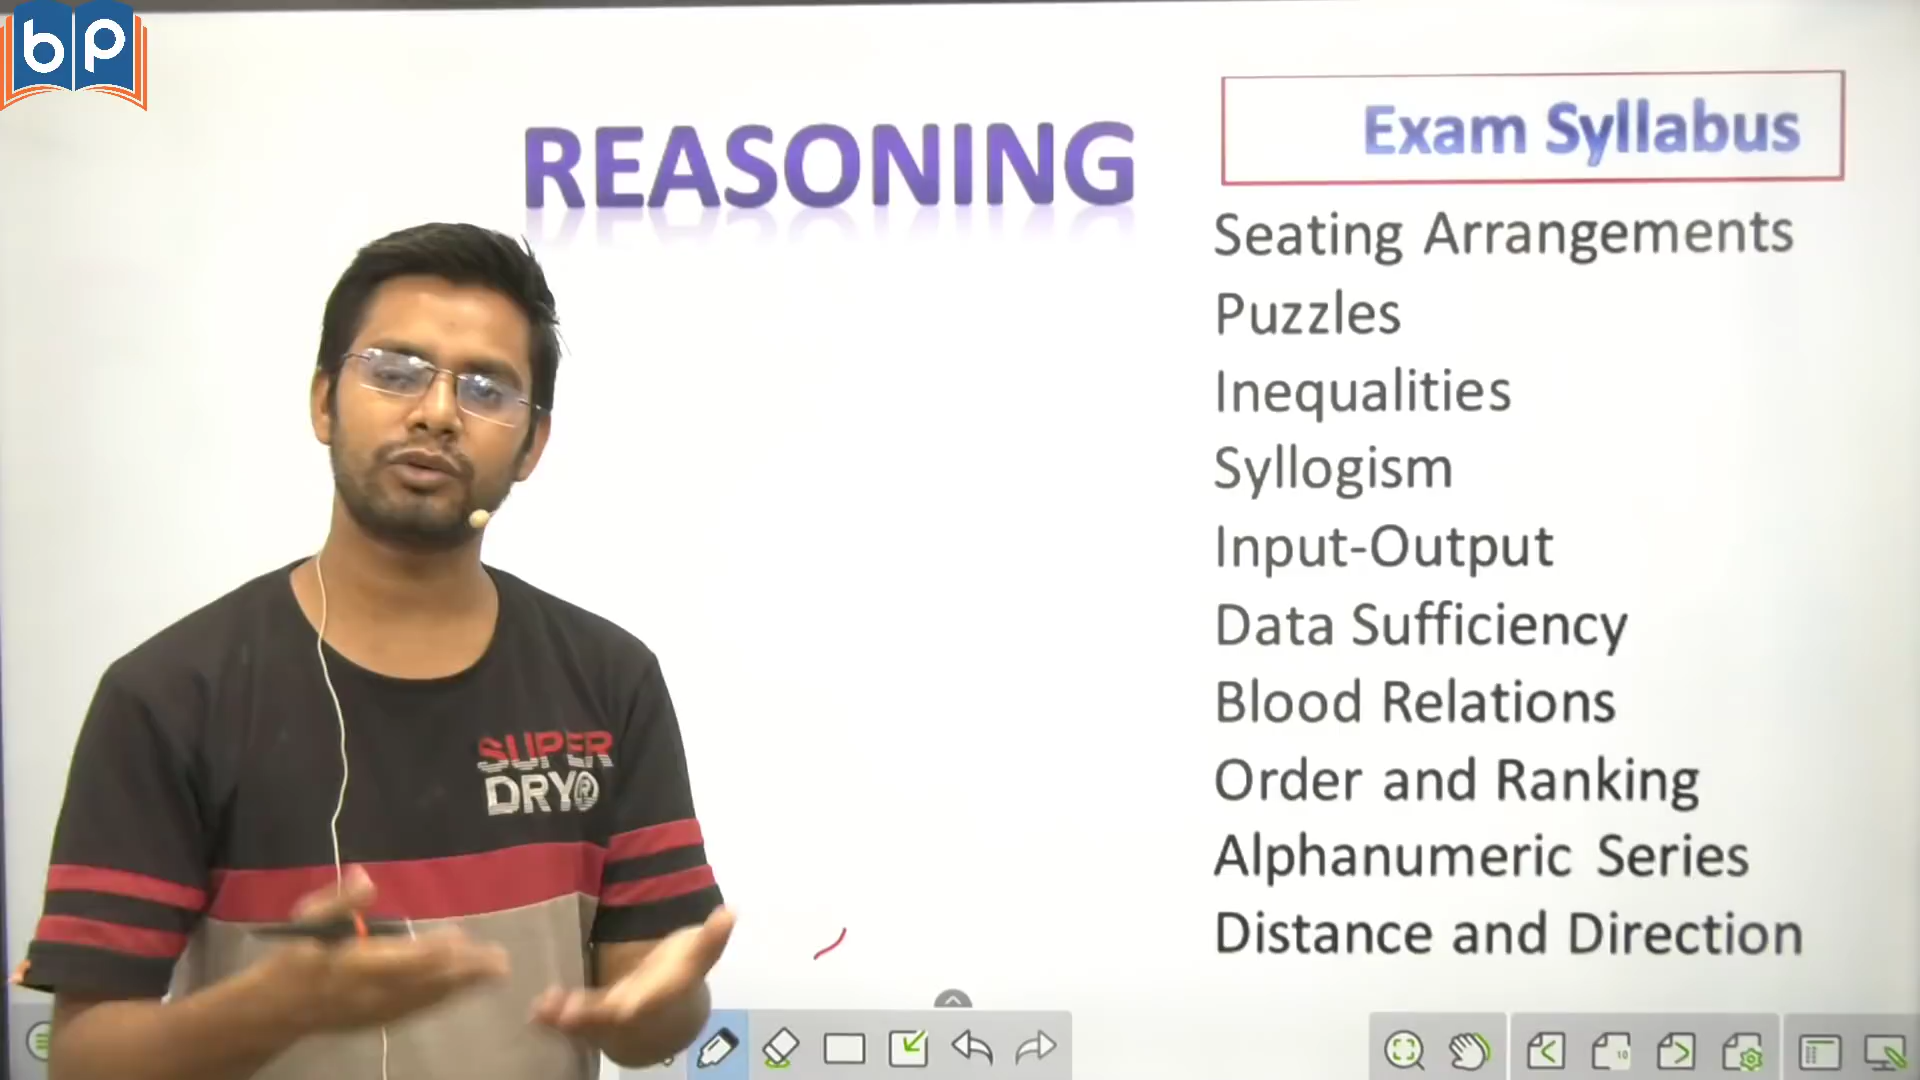 bp
REASONING
Exam Syllabus
Seating Arrangements
Puzzles
Inequalities
Syllogism
Input-Output
Data Sufficiency
Blood Relations
Order and Ranking
Alphanumeric Series
Distance and Direction
SUPER
DRY®
10